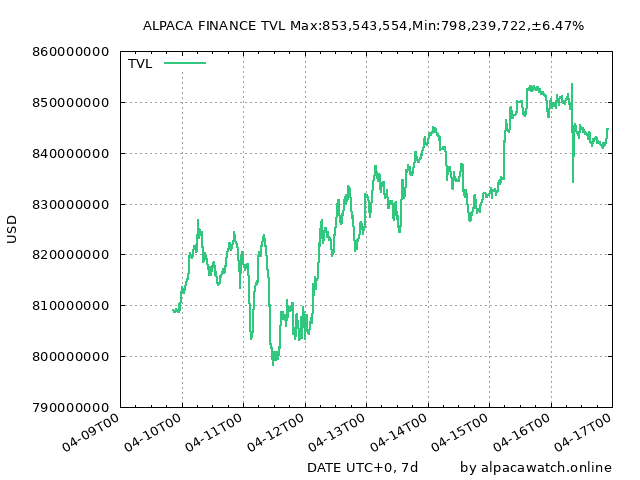 ALPACA FINANCE TVL Max:853,543,554,Min:798,239,722,±6.47%
TVL
860000000
850000000
840000000
830000000
820000000
810000000
800000000
790000000
USD
04-09T00
04-10T00
04-11T00
04-12T00
04-13T00
04-14T00
04-15T00
04-16T00
04-17T00
DATE UTC+0, 7d
by alpacawatch.online